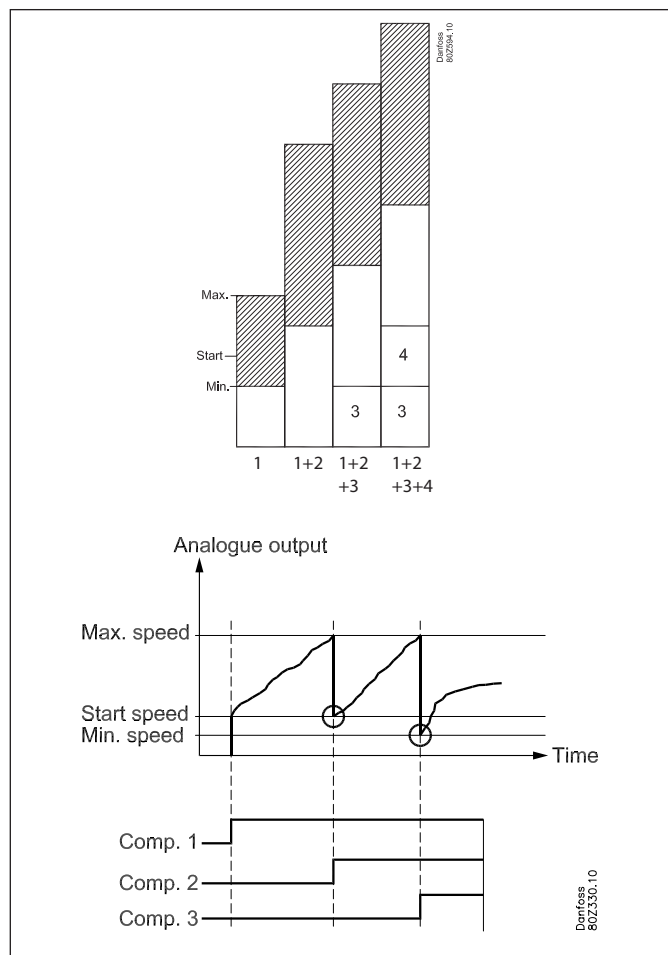 Danfoss
80Z594.10
Max.
Start
Min.
4
3
3
1
1+2
1+2
+3
1+2
+3+4
Analogue output
Max. speed
Start speed
Min. speed
Time
Comp. 1
Comp. 2
Comp. 3
Danfoss
80Z330.10